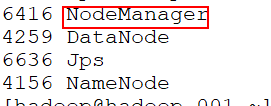 6416 NodeManager
4259 DataNode
6636 Jps
4156 NameNode